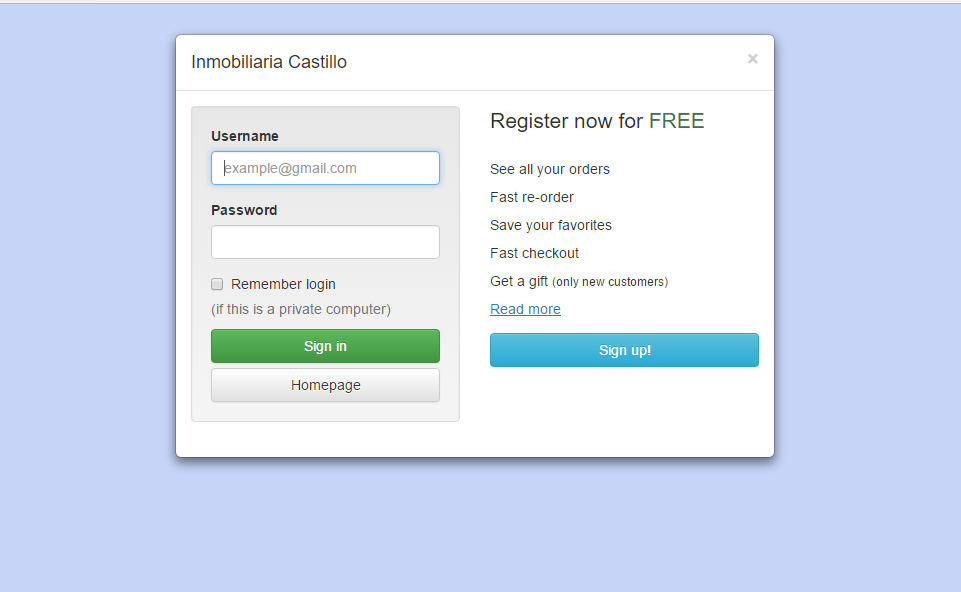 Inmobiliaria Castillo
×
Username
example@gmail.com
Password
Remember login
(if this is a private computer)
Sign in
Homepage
Register now for FREE
See all your orders
Fast re-order
Save your favorites
Fast checkout
Get a gift (only new customers)
Read more
Sign up!